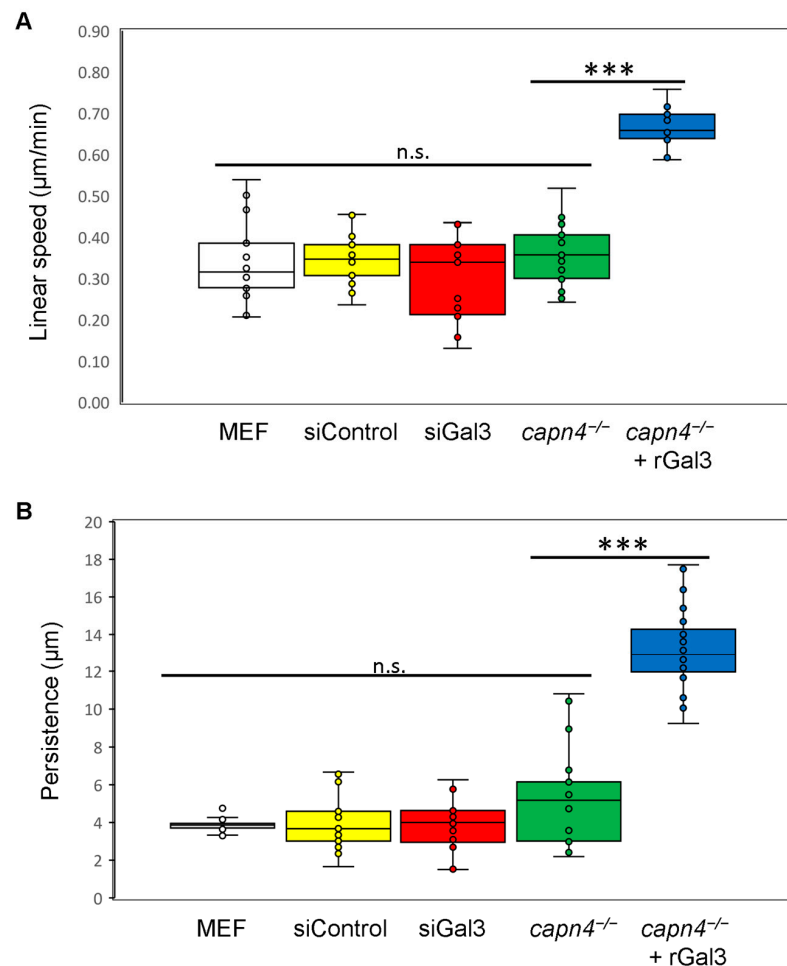 A
Linear speed (µm/min)
0.90
0.80
0.70
0.60
0.50
0.40
0.30
0.20
0.10
0.00
***
n.s.
MEF siControl siGal3 capn4⁻/⁻ capn4⁻/⁻
+ rGal3
B
Persistence (µm)
20
18
16
14
12
10
8
6
4
2
0
***
n.s.
MEF siControl siGal3 capn4⁻/⁻ capn4⁻/⁻
+ rGal3